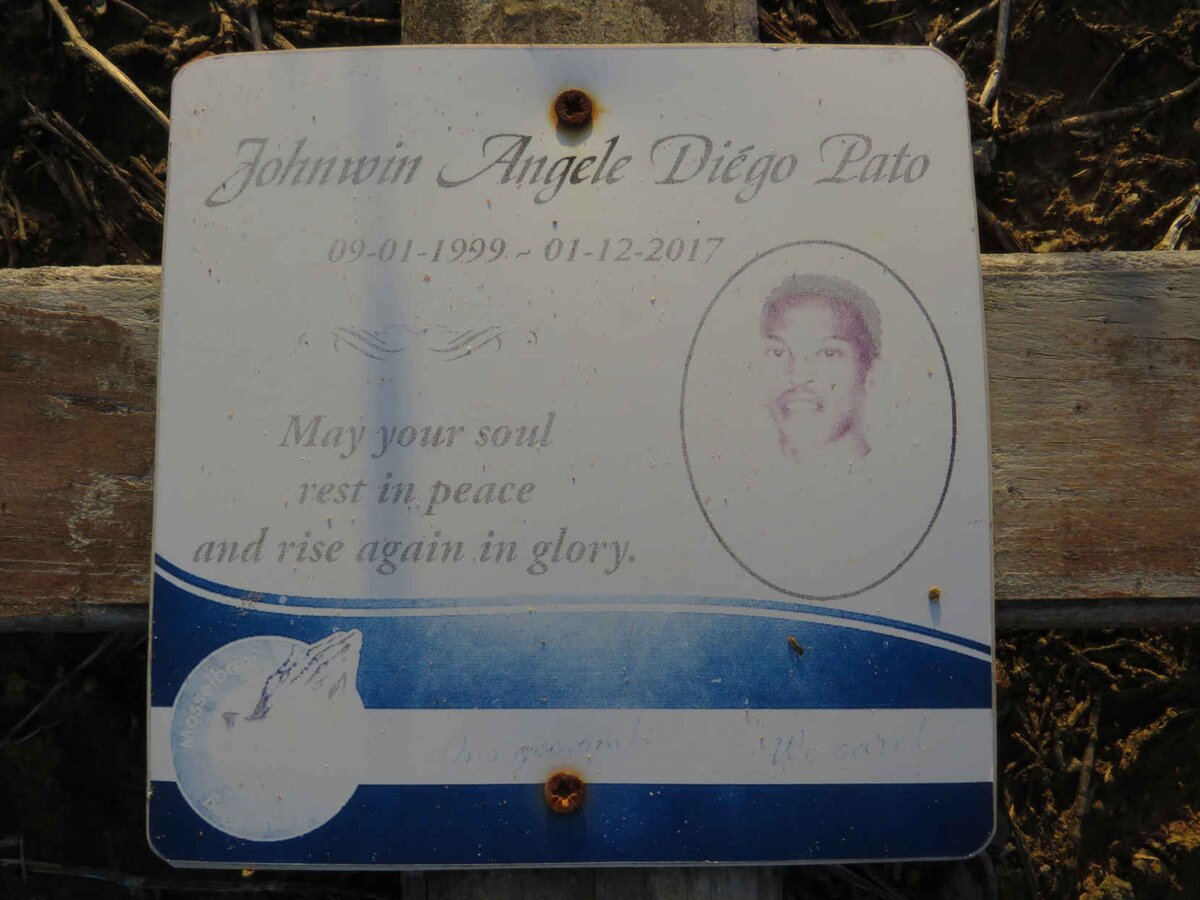 Johnwin Angele Diégo Pato
09-01-1999 ~ 01-12-2017
May your soul
rest in peace
and rise again in glory.
We care!